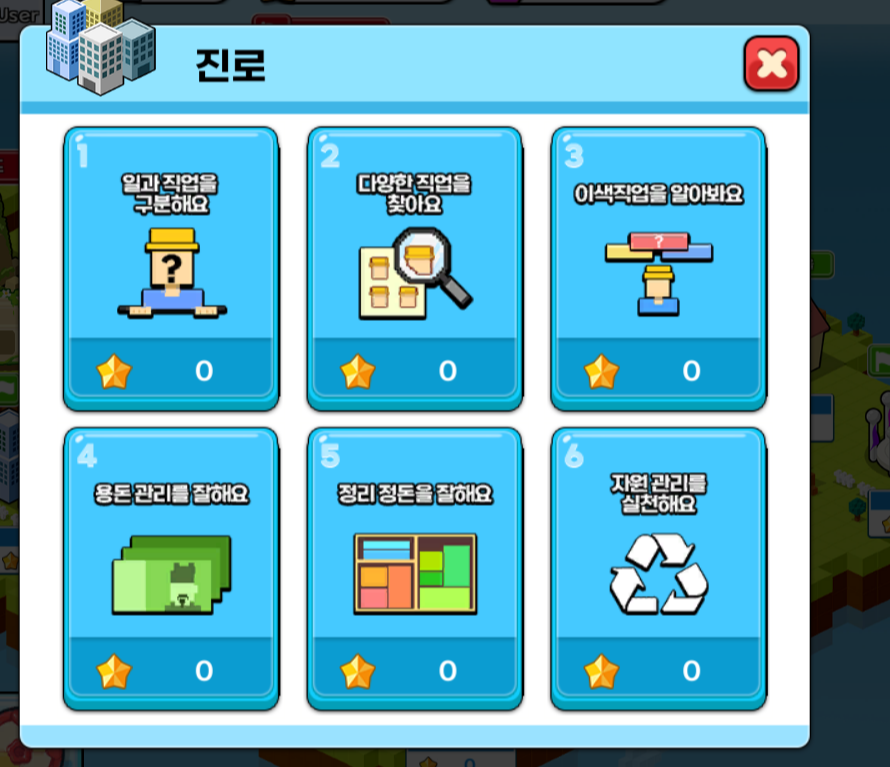 User
진로
1
일과 직업을
구분해요
?
0
2
다양한 직업을
찾아요
0
3
이색직업을 알아봐요
?
0
4
용돈 관리를 잘해요
0
5
정리 정돈을 잘해요
0
6
자원 관리를
실천해요
0